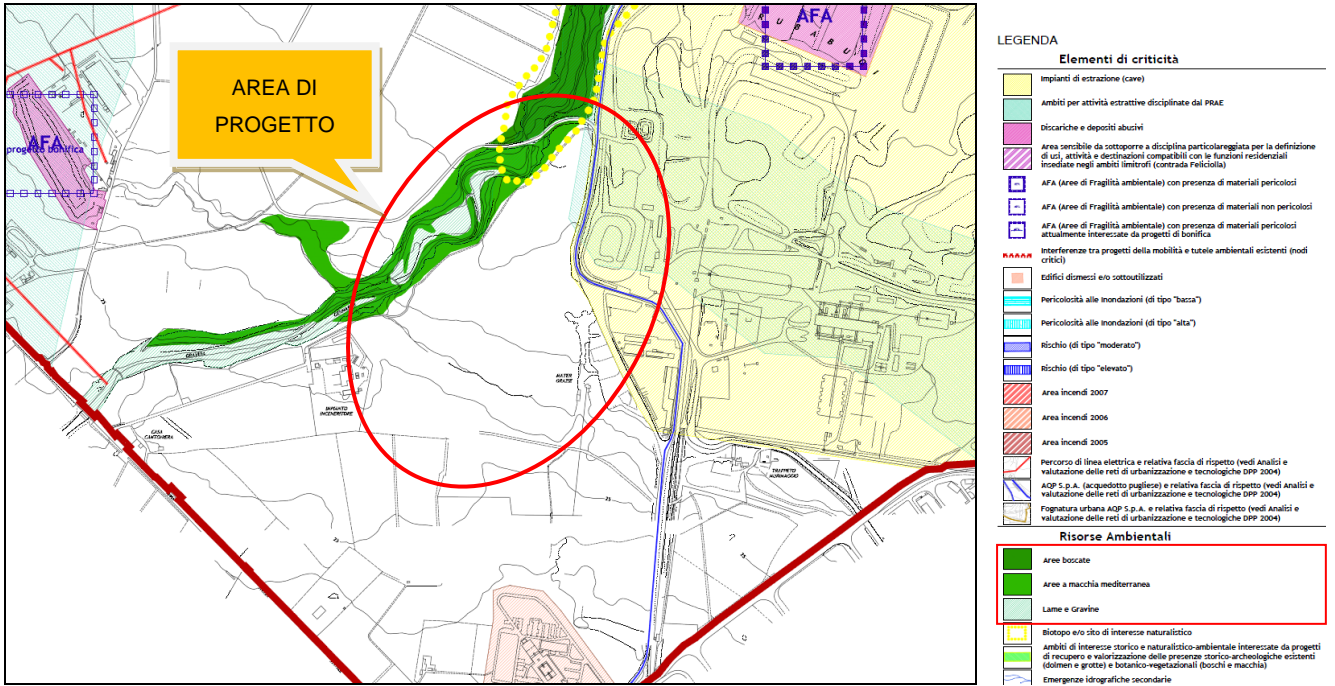 AREA DI
PROGETTO
AFA
AFA
progetto bonifica
GRAVINA
IMPIANTO
INCENERITORE
CASA
CANTONIERA
MATER
GRAZIE
LEGENDA
Elementi di criticità
Impianti di estrazione (cave)
Ambiti per attività estrattive disciplinate dal PRAE
Discariche e depositi abusivi
Area sensibile da sottoporre a disciplina particolareggiata per la definizione
di usi, attività e destinazioni compatibili con le funzioni residenziali
insediate negli ambiti limitrofi (contrada Feliciolla)
AFA (Aree di Fragilità ambientale) con presenza di materiali pericolosi
AFA (Aree di Fragilità ambientale) con presenza di materiali non pericolosi
AFA (Aree di Fragilità ambientale) con presenza di materiali pericolosi
attualmente interessate da progetti di bonifica
Interferenze tra progetti della mobilità e tutele ambientali esistenti (nodi
critici)
Edifici dismessi e/o sottoutilizzati
Pericolosità alle Inondazioni (di tipo "bassa")
Pericolosità alle Inondazioni (di tipo "alta")
Rischio (di tipo "moderato")
Rischio (di tipo "elevato")
Area incendi 2007
Area incendi 2006
Area incendi 2005
Percorso di linea elettrica e relativa fascia di rispetto (vedi Analisi e
valutazione delle reti di urbanizzazione e tecnologiche DPP 2004)
AQP S.p.A. (acquedotto pugliese) e relativa fascia di rispetto (vedi Analisi e
valutazione delle reti di urbanizzazione e tecnologiche DPP 2004)
Fognatura urbana AQP S.p.A. e relativa fascia di rispetto (vedi Analisi e
valutazione delle reti di urbanizzazione e tecnologiche DPP 2004)
Risorse Ambientali
Aree boscate
Aree a macchia mediterranea
Lame e Gravine
Biotopo e/o sito di interesse naturalistico
Ambiti di interesse storico e naturalistico-ambientale interessate da progetti
di recupero e valorizzazione delle presenze storico-archeologiche esistenti
(dolmen e grotte) e botanico-vegetazionali (boschi e macchia)
Emergenze idrografiche secondarie